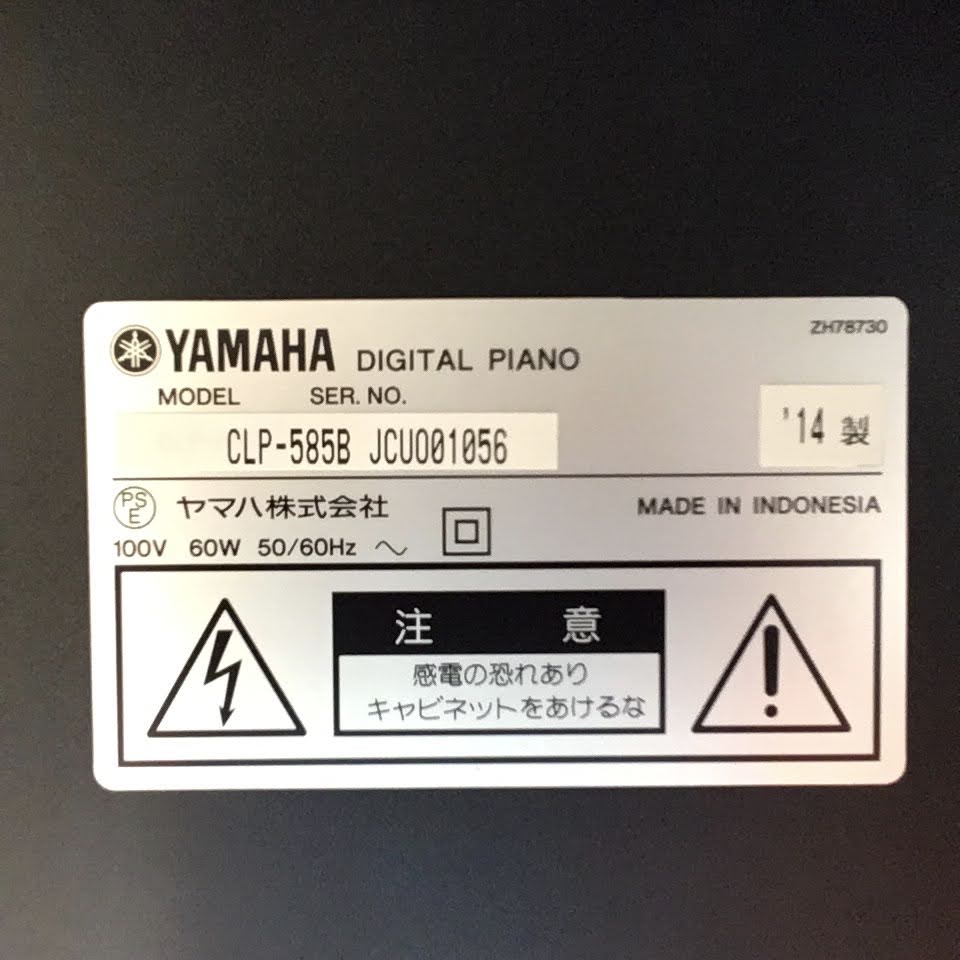 ZH78730
YAMAHA DIGITAL PIANO
MODEL SER. NO.
CLP-585B JCUO01056
'14 製
PSE ヤマハ株式会社
MADE IN INDONESIA
100V 60W 50/60Hz ～
注 意
感電の恐れあり
キャビネットをあけるな